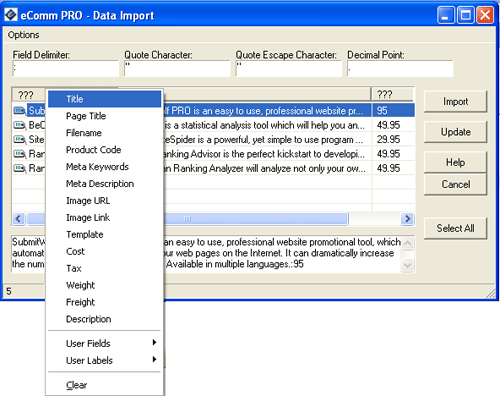 eComm PRO - Data Import
Options
Field Delimiter: Quote Character: Quote Escape Character: Decimal Point:
: " " .
??? ???
Submit lf PRO is an easy to use, professional website pr... 95
BeC is a statistical analysis tool which will help you an... 49.95
Site teSpider is a powerful, yet simple to use program ... 29.95
Ran anking Advisor is the perfect kickstart to developi... 49.95
Ran an Ranking Analyzer will analyze not only your ow... 49.95
Title
Page Title
Filename
Product Code
Meta Keywords
Meta Description
Image URL
Image Link
Template
Cost
Tax
Weight
Freight
Description
User Fields
User Labels
Clear
Import
Update
Help
Cancel
Select All
SubmitW an easy to use, professional website promotional tool, which
automat our web pages on the Internet. It can dramatically increase
the num Available in multiple languages.:95
5